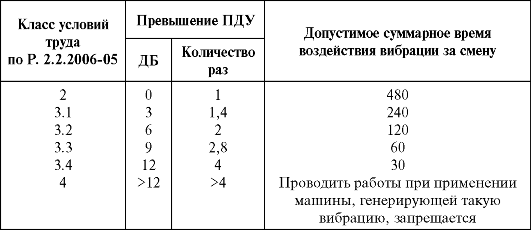 Класс условий труда по Р. 2.2.2006-05
Превышение ПДУ
ДБ
Количество раз
Допустимое суммарное время воздействия вибрации за смену
2 0 1 480
3.1 3 1,4 240
3.2 6 2 120
3.3 9 2,8 60
3.4 12 4 30
4 >12 >4 Проводить работы при применении
машины, генерирующей такую
вибрацию, запрещается